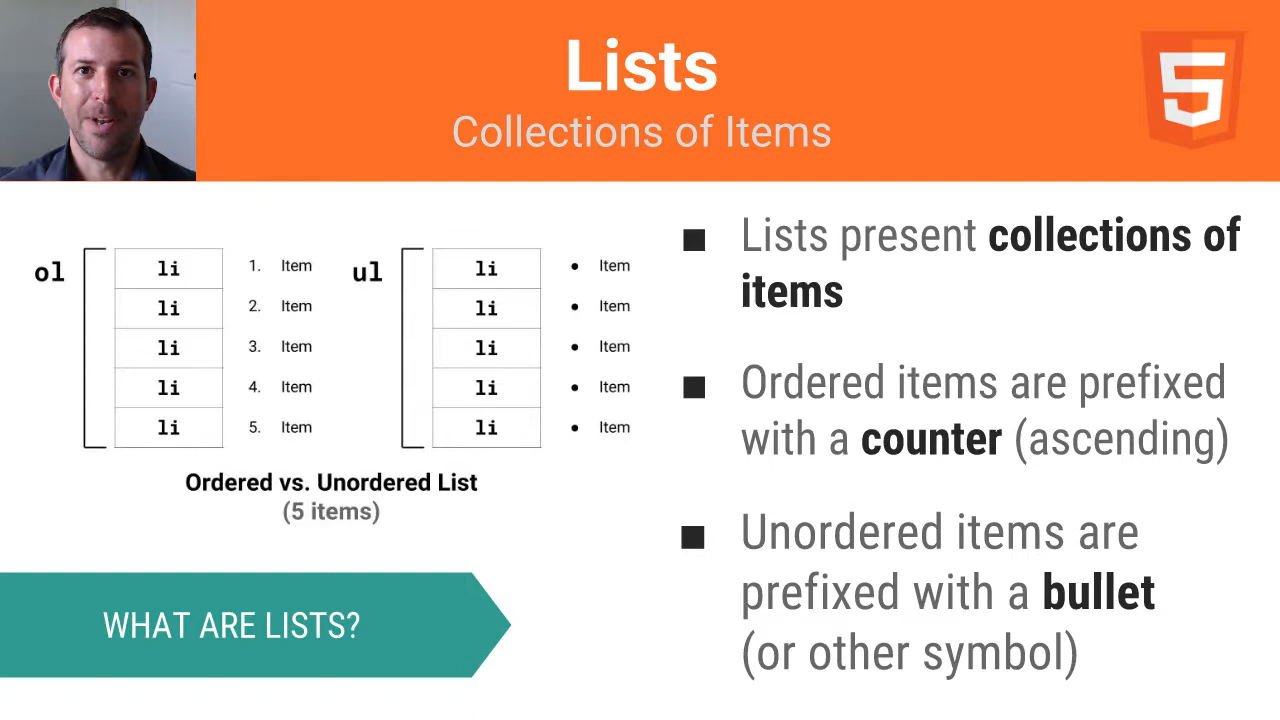 Lists
Collections of Items
5
ol
li
1. Item
li
2. Item
li
3. Item
li
4. Item
li
5. Item
ul
li
• Item
li
• Item
li
• Item
li
• Item
li
• Item
Ordered vs. Unordered List
(5 items)
WHAT ARE LISTS?
■ Lists present collections of
items
■ Ordered items are prefixed
with a counter (ascending)
■ Unordered items are
prefixed with a bullet
(or other symbol)